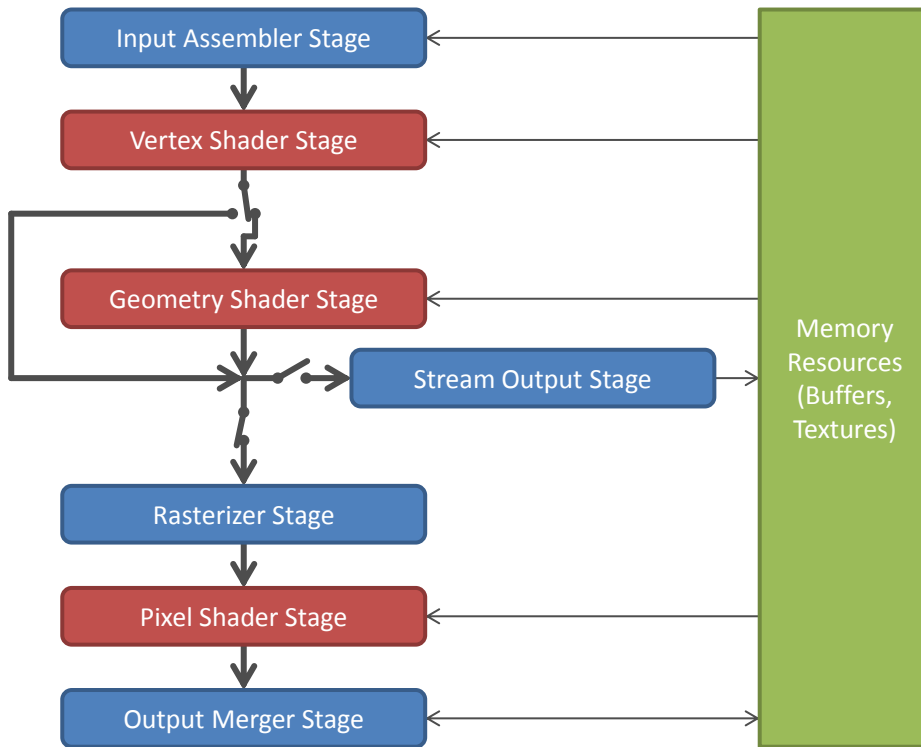 Input Assembler Stage
Vertex Shader Stage
Geometry Shader Stage
Stream Output Stage
Memory
Resources
(Buffers,
Textures)
Rasterizer Stage
Pixel Shader Stage
Output Merger Stage